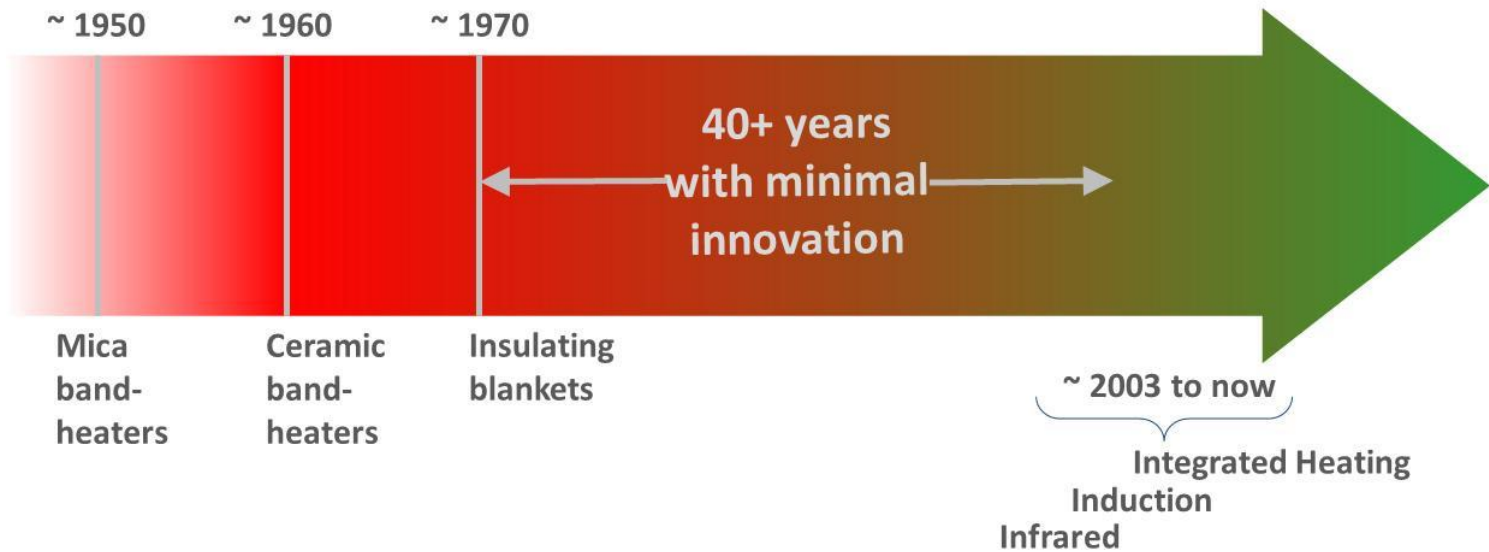 ~ 1950
~ 1960
~ 1970
40+ years
with minimal
innovation
Mica
band-
heaters
Ceramic
band-
heaters
Insulating
blankets
~ 2003 to now
Integrated Heating
Induction
Infrared